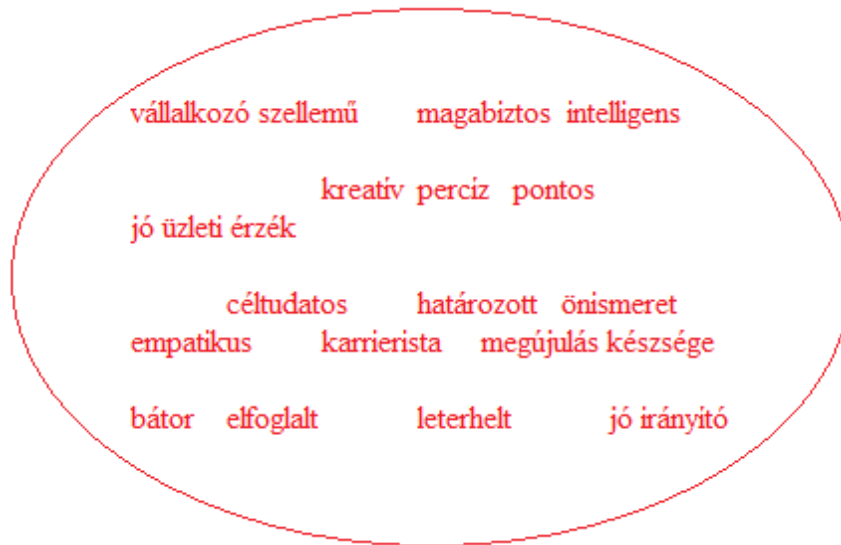 vállalkozó szellemű magabiztos intelligens
kreatív percíz pontos
jó üzleti érzék
céltudatos határozott önismeret
empatikus karrierista megújulás készsége
bátor elfoglalt leterhelt jó irányító